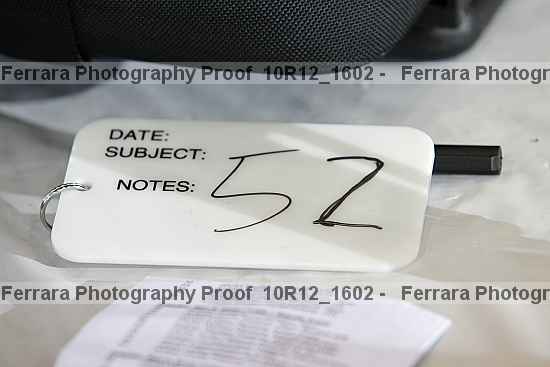 Ferrara Photography Proof 10R12_1602 - Ferrara Photogr
DATE:
SUBJECT:
NOTES: 52
Ferrara Photography Proof 10R12_1602 - Ferrara Photogr